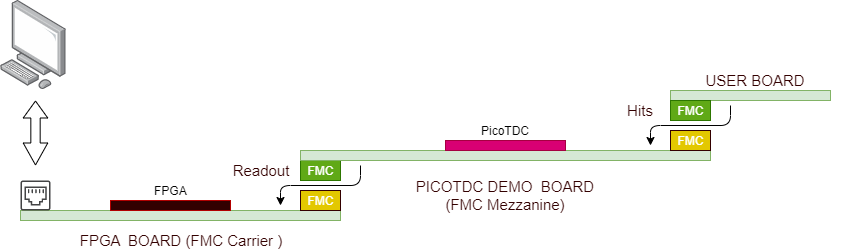 USER BOARD
Hits
FMC
FMC
PicoTDC
Readout
FMC
PICOTDC DEMO BOARD
(FMC Mezzanine)
FPGA
FMC
FPGA BOARD (FMC Carrier )